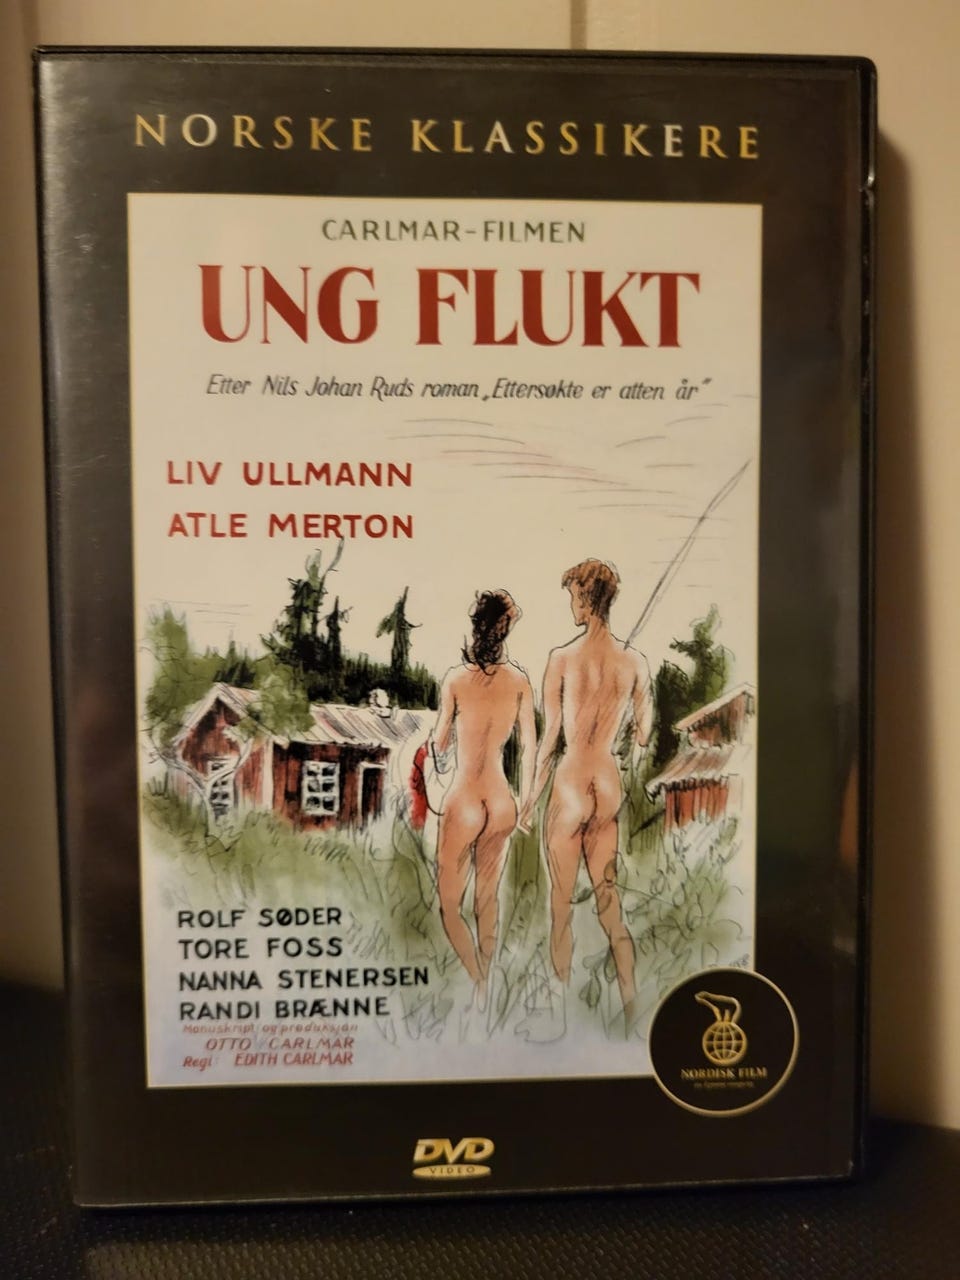 NORSKE KLASSIKERE
CARLMAR-FILMEN
UNG FLUKT
Etter Nils Johan Ruds roman „Ettersøkte er atten år"
LIV ULLMANN
ATLE MERTON
ROLF SØDER
TORE FOSS
NANNA STENERSEN
RANDI BRÆNNE
Manuskript og produksjon
OTTO CARLMAR
Regi: EDITH CARLMAR
NORDISK FILM
DVD
VIDEO